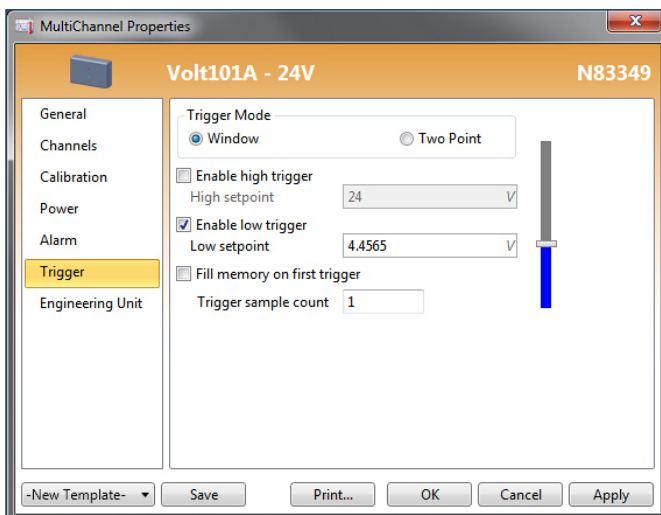 MultiChannel Properties
Volt101A - 24V N83349
General
Channels
Calibration
Power
Alarm
Trigger
Engineering Unit
Trigger Mode
Window Two Point
Enable high trigger
High setpoint 24 V
Enable low trigger
Low setpoint 4.4565 V
Fill memory on first trigger
Trigger sample count 1
-New Template- Save Print... OK Cancel Apply